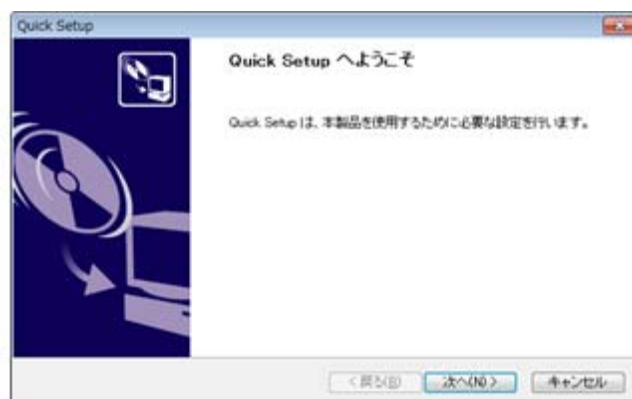 Quick Setup
Quick Setup へようこそ
Quick Setup は、本製品を使用するために必要な設定を行います。
< 戻る(B)
次へ(N) >
キャンセル